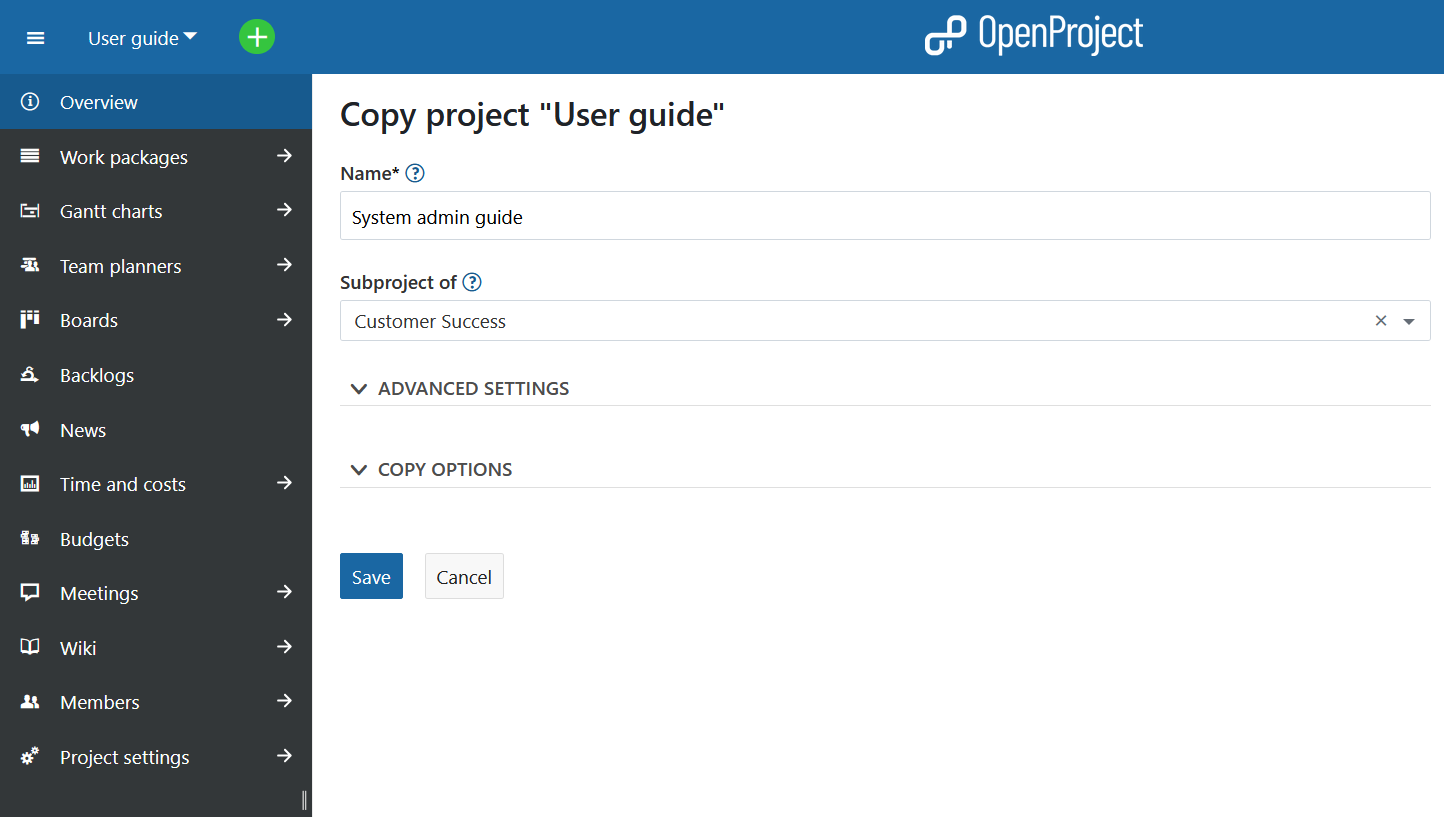 User guide
OpenProject
Overview
Work packages
Gantt charts
Team planners
Boards
Backlogs
News
Time and costs
Budgets
Meetings
Wiki
Members
Project settings
Copy project "User guide"
Name*
System admin guide
Subproject of
Customer Success
ADVANCED SETTINGS
COPY OPTIONS
Save Cancel